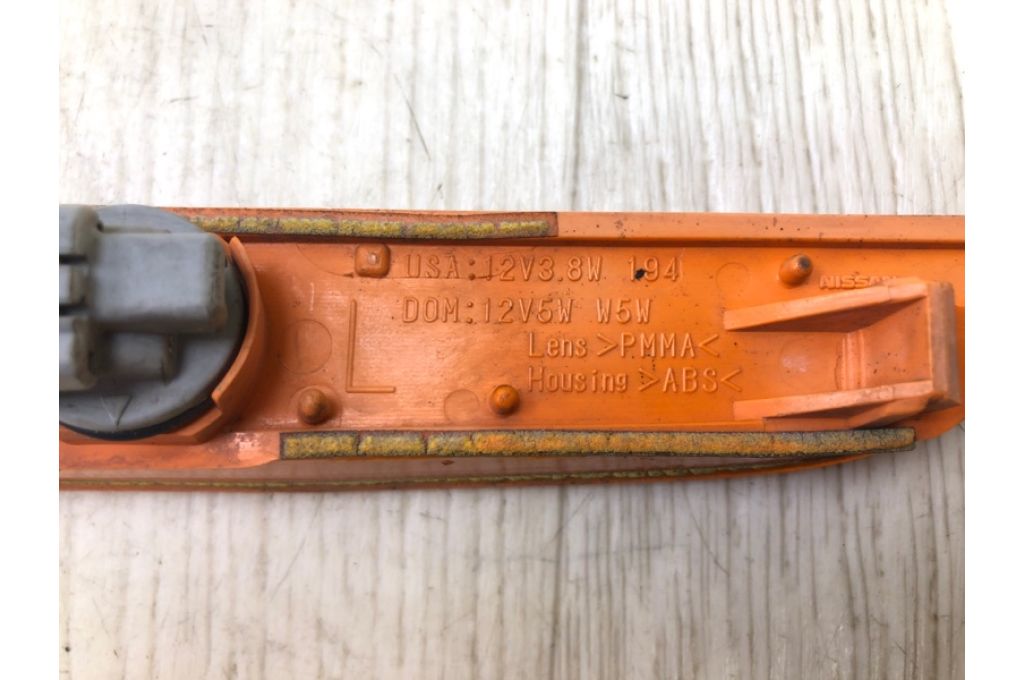 USA:12V3.8W 194
NISSAN
DOM:12V5W W5W
L
Lens >PMMA<
Housing >ABS<